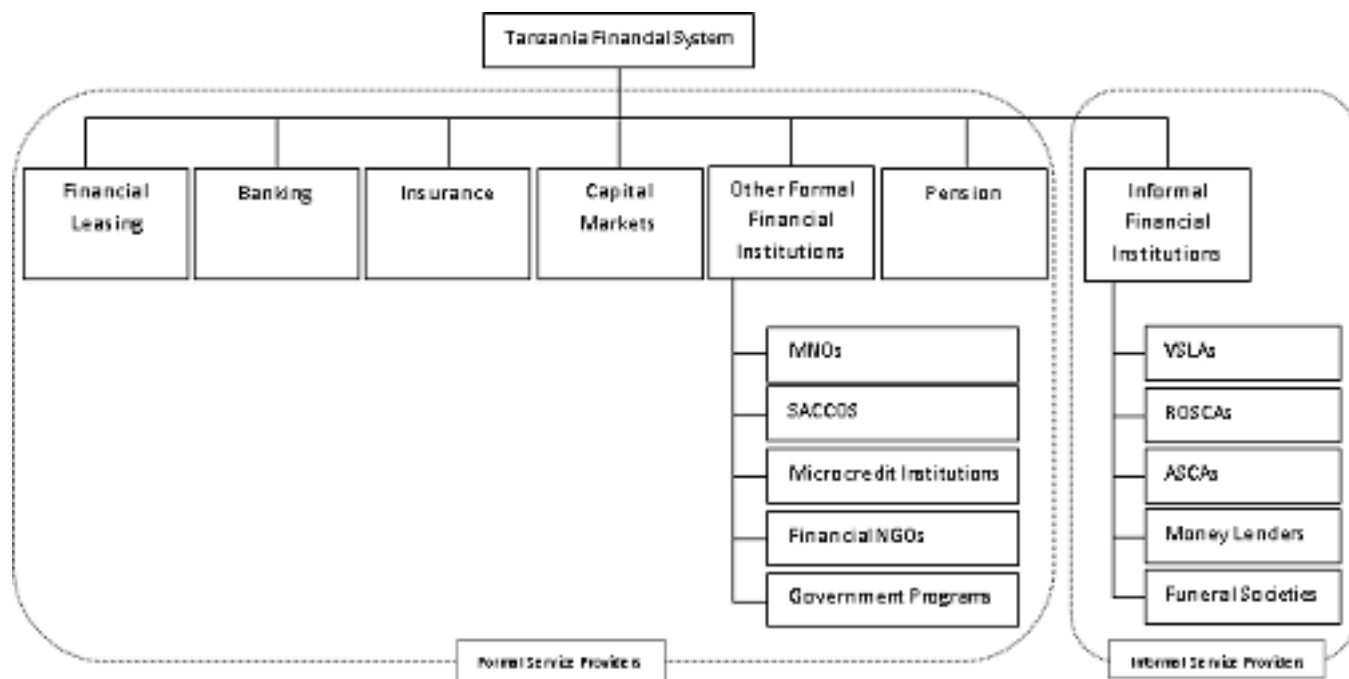 Tanzania Financial System
Financial
Leasing
Banking
Insurance
Capital
Markets
Other Formal
Financial
Institutions
Pension
Informal
Financial
Institutions
MNOs
SACCOS
Microcredit Institutions
Financial NGOs
Government Programs
VSLAs
ROSCAs
ASCAs
Money Lenders
Funeral Societies
Formal Service Providers
Informal Service Providers